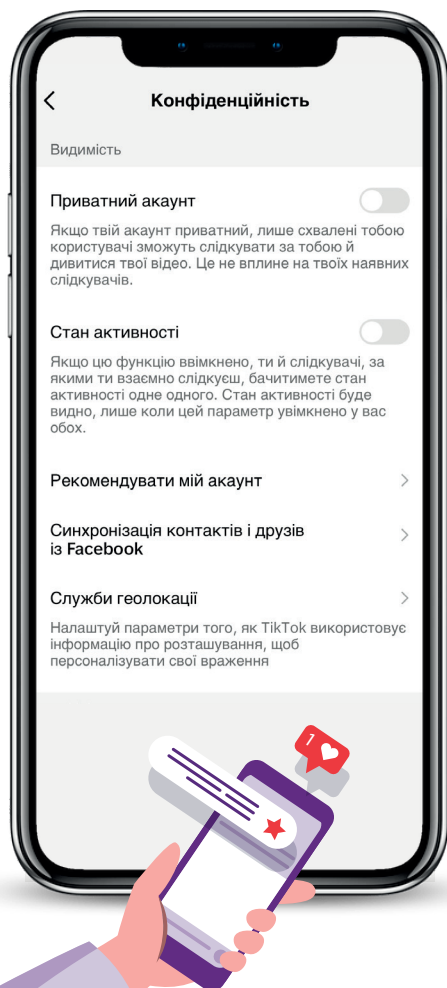 Конфіденційність
Видимість
Приватний акаунт
Якщо твій акаунт приватний, лише схвалені тобою
користувачі зможуть слідкувати за тобою й
дивитися твої відео. Це не вплине на твоїх наявних
слідкувачів.
Стан активності
Якщо цю функцію ввімкнено, ти й слідкувачі, за
якими ти взаємно слідкуєш, бачитимете стан
активності одне одного. Стан активності буде
видно, лише коли цей параметр увімкнено у вас
обох.
Рекомендувати мій акаунт
Синхронізація контактів і друзів
із Facebook
Служби геолокації
Налаштуй параметри того, як TikTok використовує
інформацію про розташування, щоб
персоналізувати свої враження
1